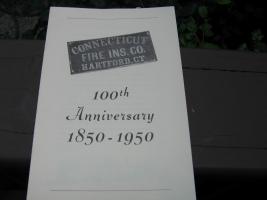 CONNECTICUT
FIRE INS. CO.
HARTFORD, CT
100th
Anniversary
1850-1950